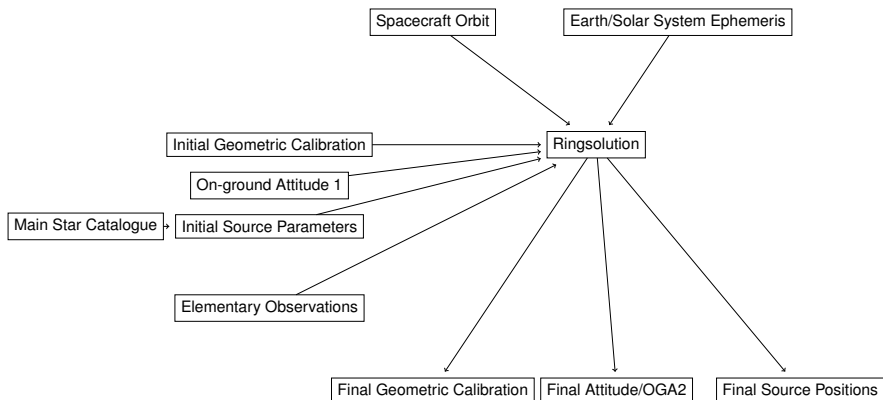 Spacecraft Orbit
Earth/Solar System Ephemeris
Initial Geometric Calibration
Ringsolution
On-ground Attitude 1
Main Star Catalogue
Initial Source Parameters
Elementary Observations
Final Geometric Calibration
Final Attitude/OGA2
Final Source Positions